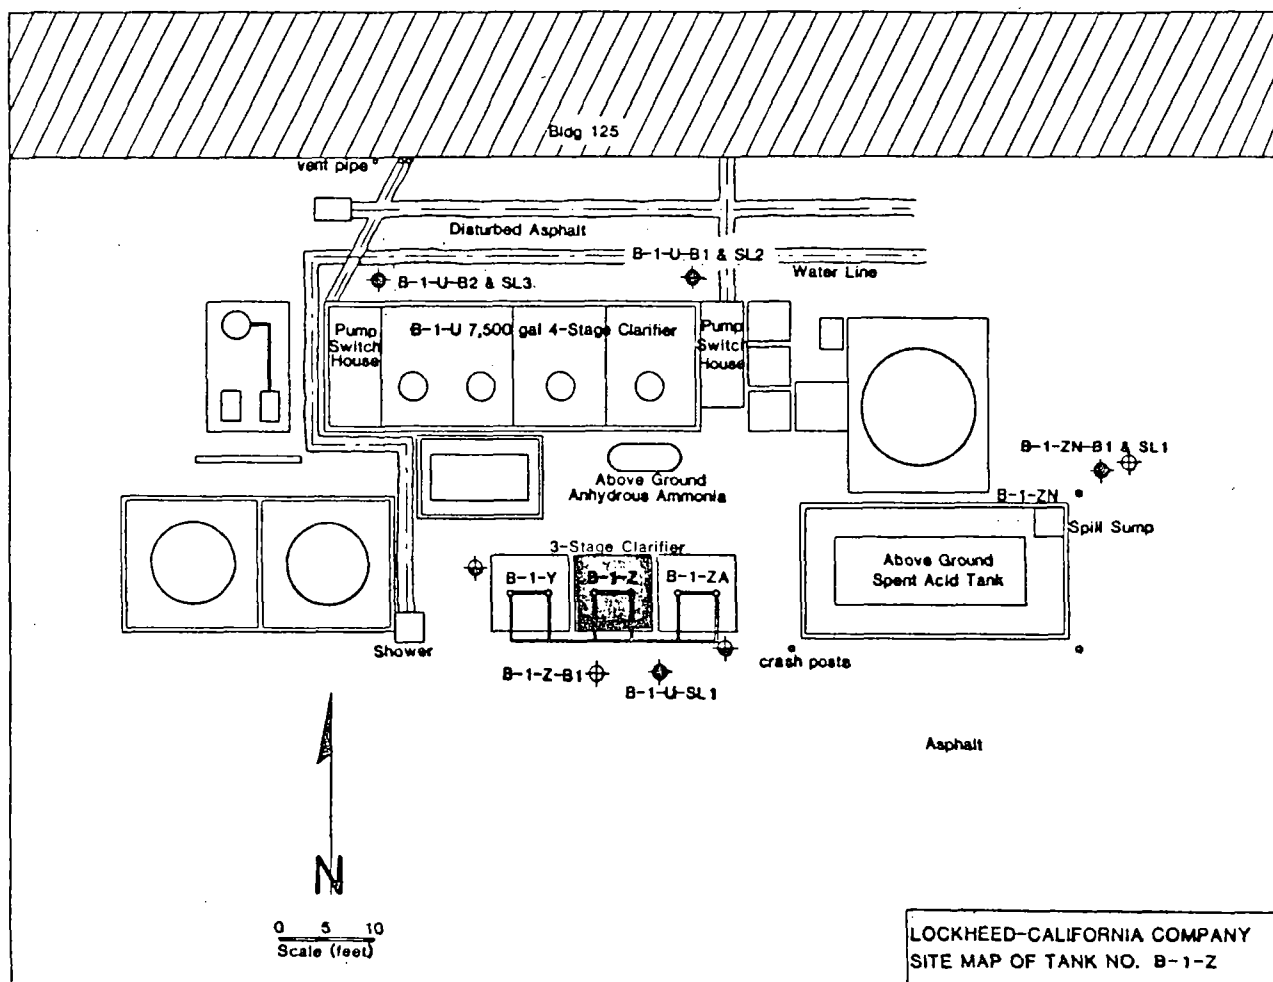 Bldg 125
vent pipe
Disturbed Asphalt
B-1-U-B1 & SL2
Water Line
B-1-U-B2 & SL3.
Pump
Switch
House
B-1-U 7,500 gal 4-Stage Clarifier
Pump
Switch
House
B-1-ZN-B1 & SL1
Above Ground
Anhydrous Ammonia
B-1-ZN
Spill Sump
3-Stage Clarifier
Above Ground
Spent Acid Tank
B-1-Y
B-1-Z
B-1-ZA
Shower
crash posts
B-1-Z-B1
B-1-U-SL1
Asphalt
N
0 5 10
Scale (feet)
LOCKHEED-CALIFORNIA COMPANY
SITE MAP OF TANK NO. B-1-Z